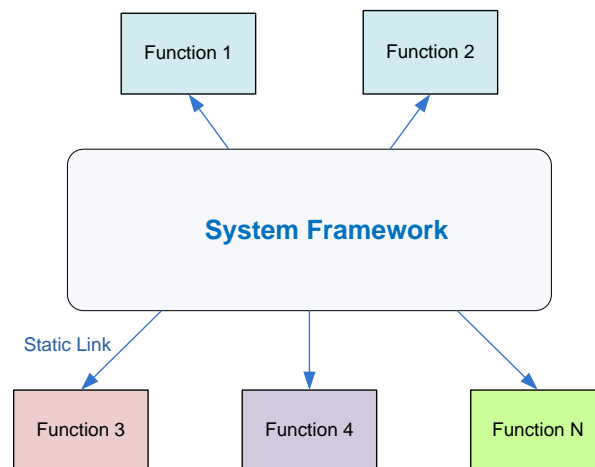 Function 1
Function 2
System Framework
Static Link
Function 3
Function 4
Function N